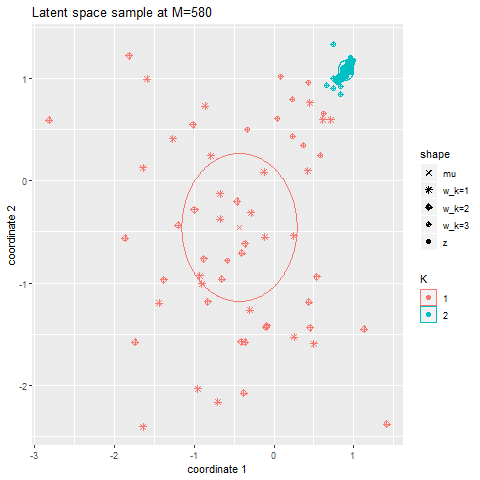 Latent space sample at M=580
coordinate 2
1
0
-1
-2
-3
-2
-1
0
1
coordinate 1
shape
mu
w_k=1
w_k=2
w_k=3
z
K
1
2